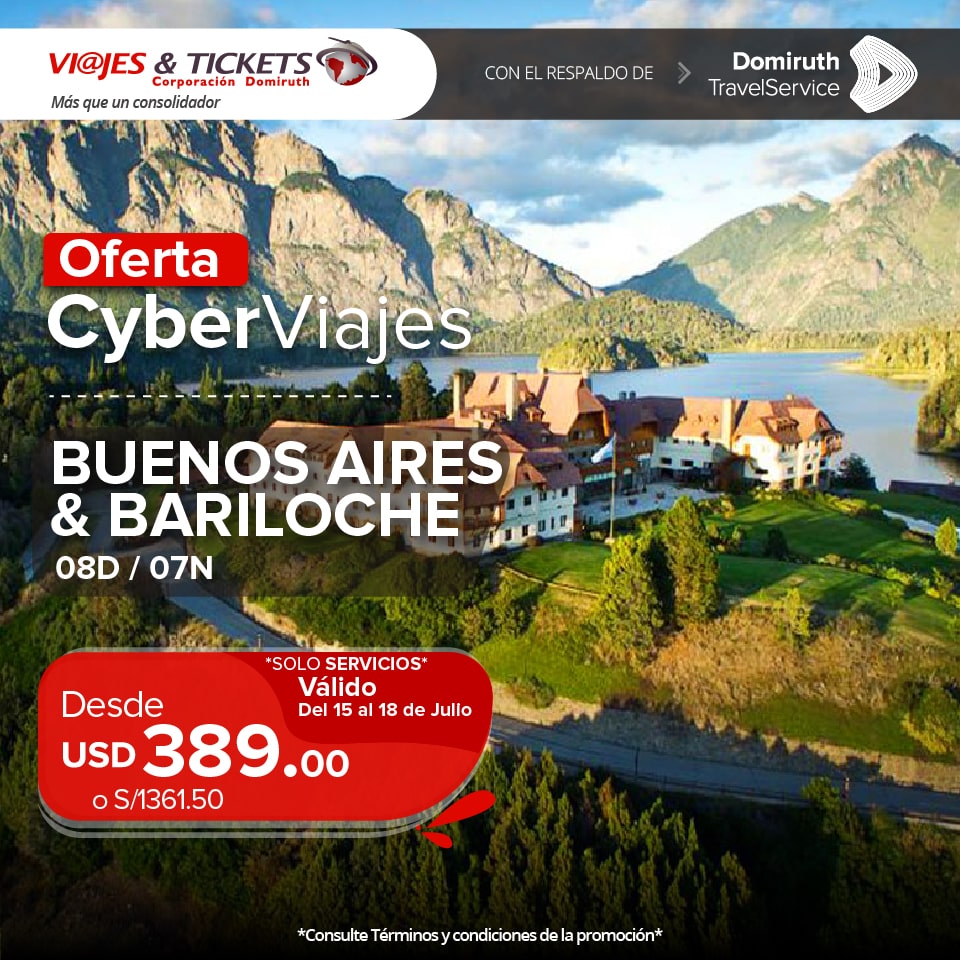 VI@JES & TICKETS
Corporación Domiruth
Más que un consolidador
CON EL RESPALDO DE
Domiruth
TravelService
Oferta
CyberViajes
BUENOS AIRES
& BARILOCHE
08D / 07N
*SOLO SERVICIOS*
Válido
Del 15 al 18 de Julio
Desde
USD 389.00
o S/1361.50
*Consulte Términos y condiciones de la promoción*